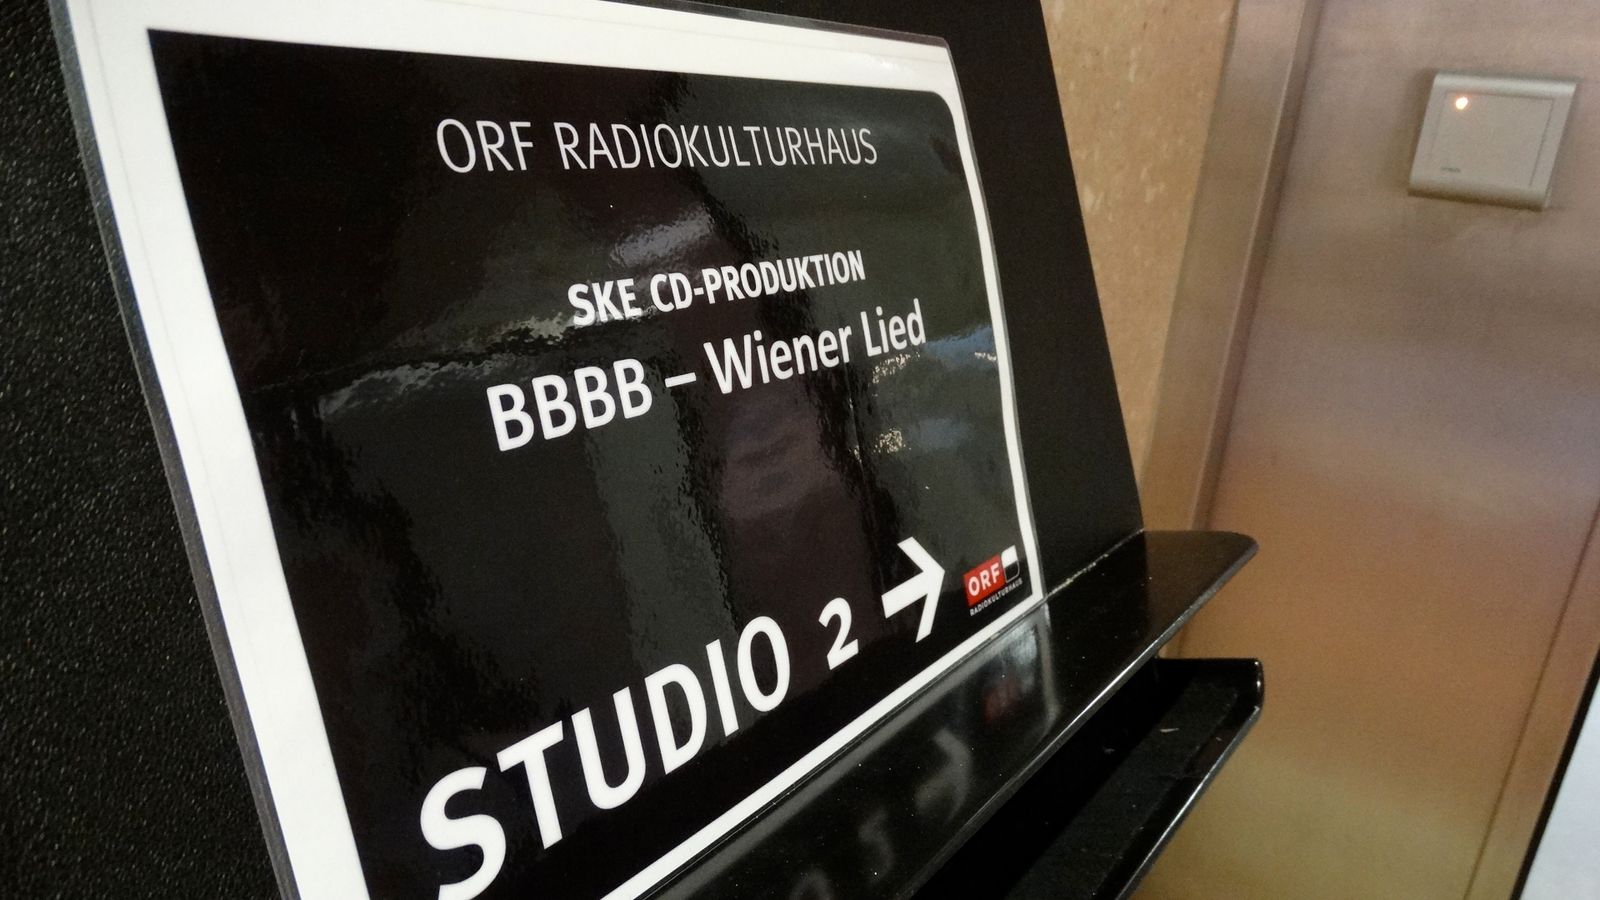 ORF RADIOKULTURHAUS
SKE CD-PRODUKTION
BBBB – Wiener Lied
STUDIO 2 →
ORF
RADIOKULTURHAUS